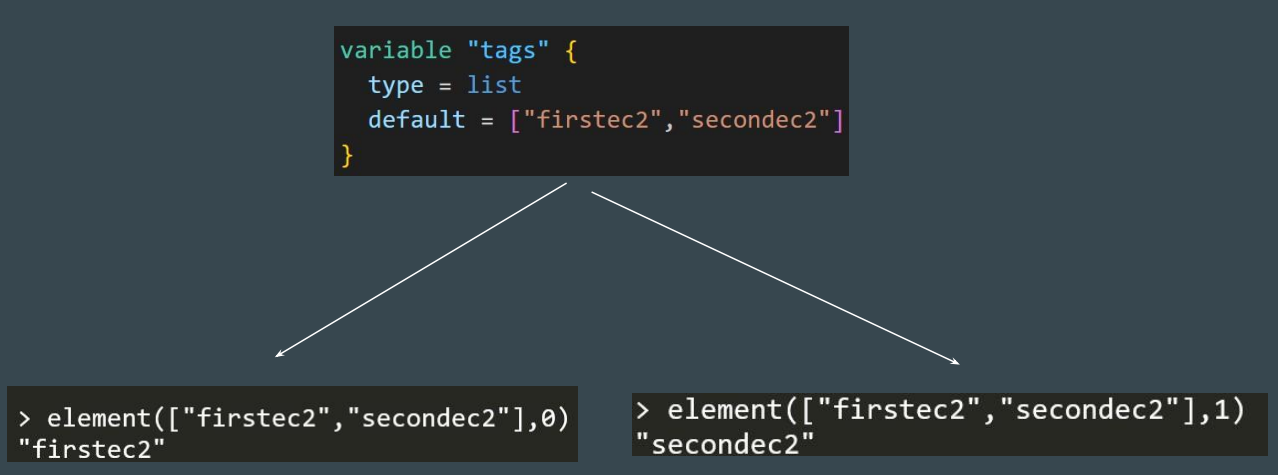 variable "tags" {
  type = list
  default = ["firstec2","secondec2"]
}
> element(["firstec2","secondec2"],0)
"firstec2"
> element(["firstec2","secondec2"],1)
"secondec2"